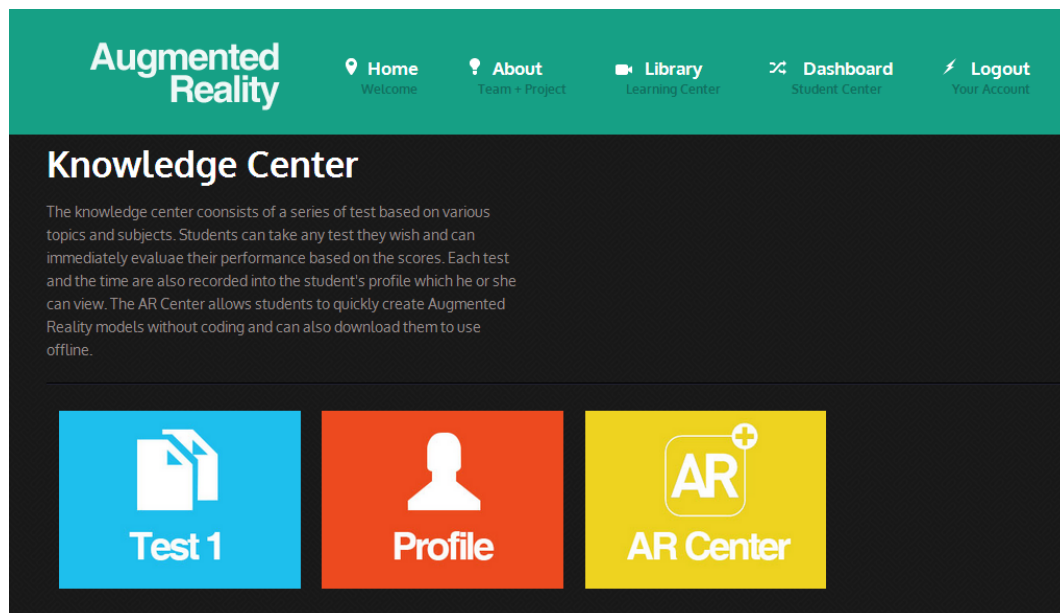 Augmented
Reality
Home
Welcome
About
Team + Project
Library
Learning Center
Dashboard
Student Center
Logout
Your Account
Knowledge Center
The knowledge center coonsists of a series of test based on various
topics and subjects. Students can take any test they wish and can
immediately evaluae their performance based on the scores. Each test
and the time are also recorded into the student's profile which he or she
can view. The AR Center allows students to quickly create Augmented
Reality models without coding and can also download them to use
offline.
Test 1
Profile
AR
AR Center